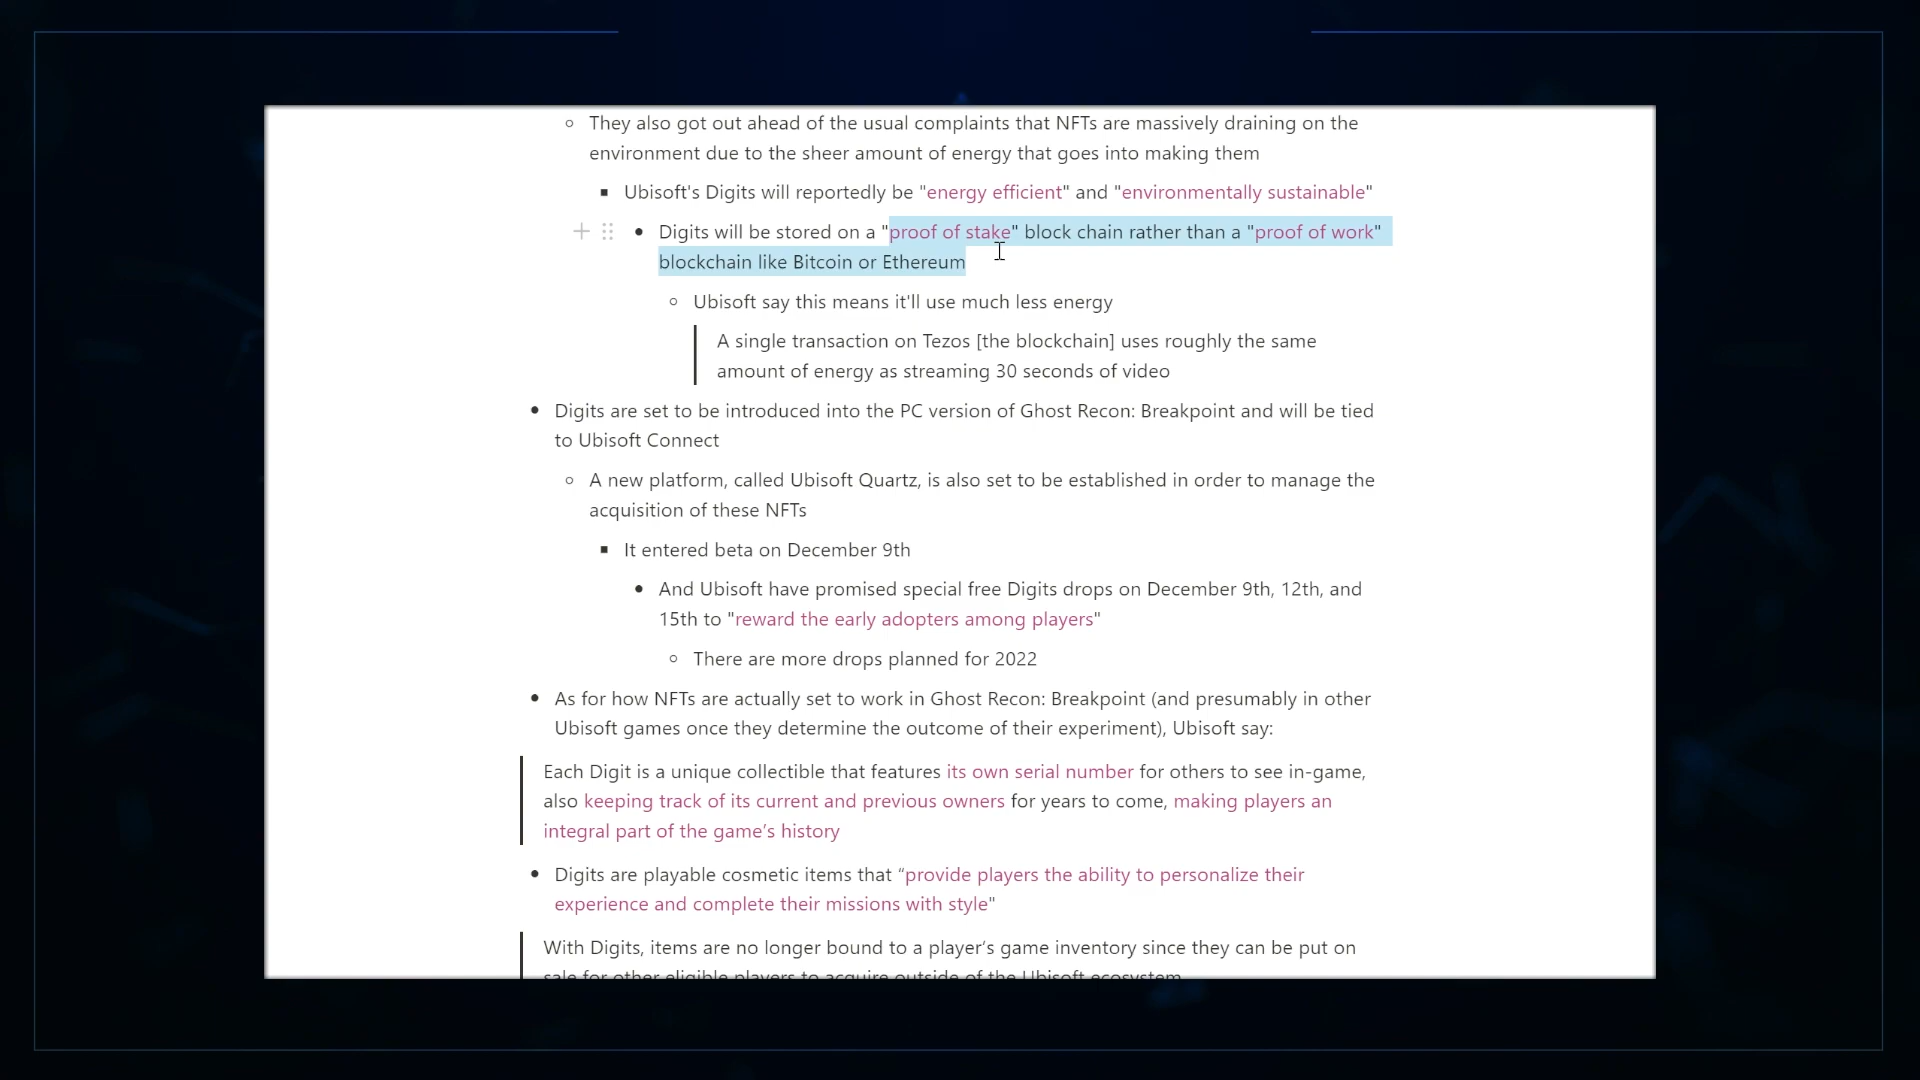 They also got out ahead of the usual complaints that NFTs are massively draining on the
environment due to the sheer amount of energy that goes into making them
Ubisoft's Digits will reportedly be "energy efficient" and "environmentally sustainable"
Digits will be stored on a "proof of stake" block chain rather than a "proof of work"
blockchain like Bitcoin or Ethereum
Ubisoft say this means it'll use much less energy
A single transaction on Tezos [the blockchain] uses roughly the same
amount of energy as streaming 30 seconds of video
Digits are set to be introduced into the PC version of Ghost Recon: Breakpoint and will be tied
to Ubisoft Connect
A new platform, called Ubisoft Quartz, is also set to be established in order to manage the
acquisition of these NFTs
It entered beta on December 9th
And Ubisoft have promised special free Digits drops on December 9th, 12th, and
15th to "reward the early adopters among players"
There are more drops planned for 2022
As for how NFTs are actually set to work in Ghost Recon: Breakpoint (and presumably in other
Ubisoft games once they determine the outcome of their experiment), Ubisoft say:
Each Digit is a unique collectible that features its own serial number for others to see in-game,
also keeping track of its current and previous owners for years to come, making players an
integral part of the game’s history
Digits are playable cosmetic items that “provide players the ability to personalize their
experience and complete their missions with style"
With Digits, items are no longer bound to a player’s game inventory since they can be put on
sale for other eligible players to acquire outside of the Ubisoft ecosystem